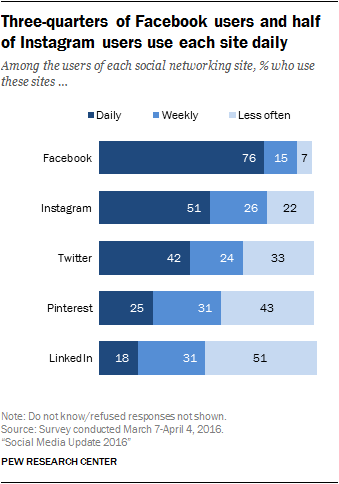 Three-quarters of Facebook users and half
of Instagram users use each site daily
Among the users of each social networking site, % who use
these sites ...
Daily Weekly Less often
Facebook 76 15 7
Instagram 51 26 22
Twitter 42 24 33
Pinterest 25 31 43
LinkedIn 18 31 51
Note: Do not know/refused responses not shown.
Source: Survey conducted March 7-April 4, 2016.
“Social Media Update 2016”
PEW RESEARCH CENTER